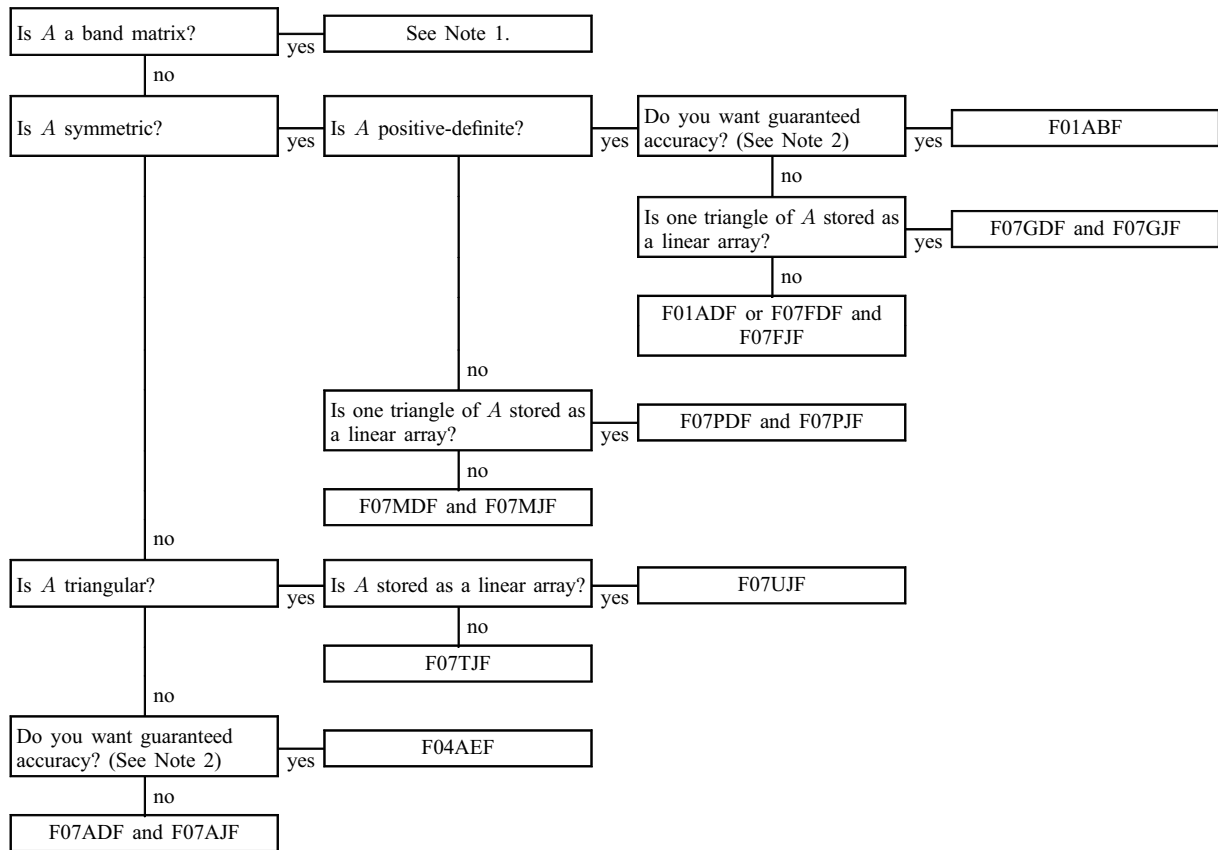 Is A a band matrix?
yes
See Note 1.
no
Is A symmetric?
yes
Is A positive-definite?
yes
Do you want guaranteed
accuracy? (See Note 2)
yes
F01ABF
no
Is one triangle of A stored as
a linear array?
yes
F07GDF and F07GJF
no
F01ADF or F07FDF and
F07FJF
no
Is one triangle of A stored as
a linear array?
yes
F07PDF and F07PJF
no
F07MDF and F07MJF
no
Is A triangular?
yes
Is A stored as a linear array?
yes
F07UJF
no
F07TJF
no
Do you want guaranteed
accuracy? (See Note 2)
yes
F04AEF
no
F07ADF and F07AJF